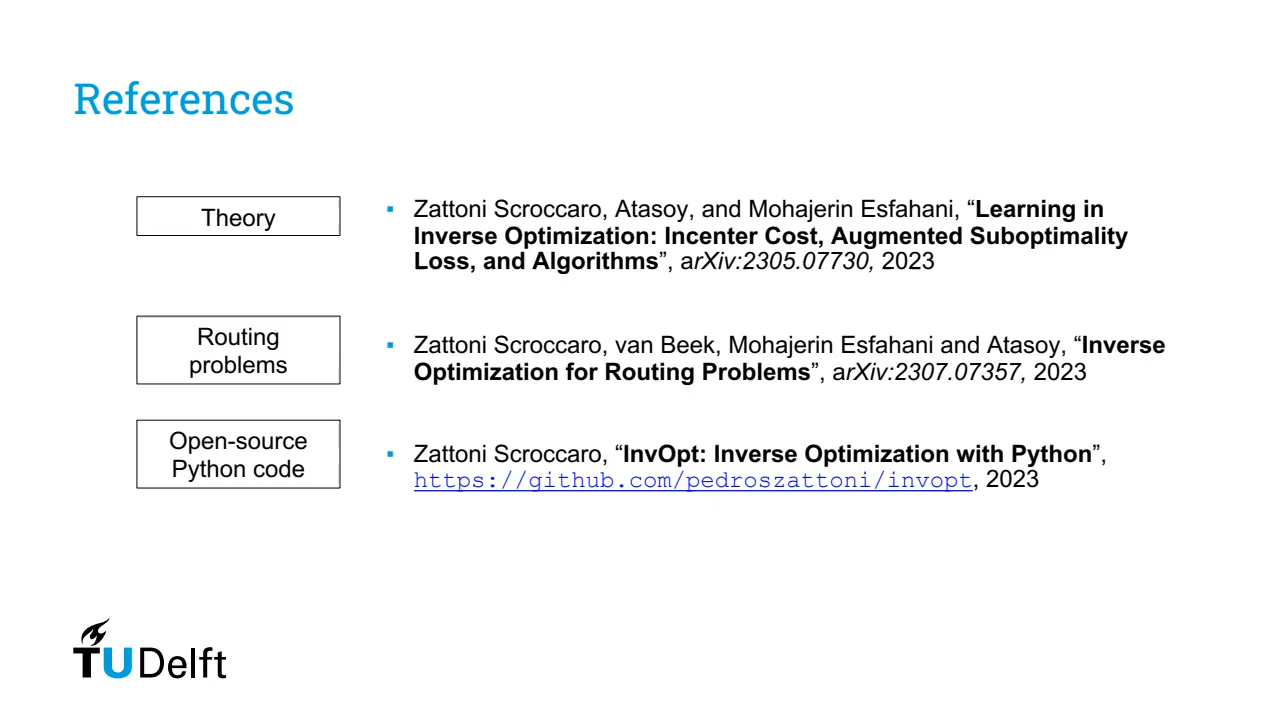 References
Theory
▪ Zattoni Scroccaro, Atasoy, and Mohajerin Esfahani, “Learning in
Inverse Optimization: Incenter Cost, Augmented Suboptimality
Loss, and Algorithms”, arXiv:2305.07730, 2023
Routing
problems
▪ Zattoni Scroccaro, van Beek, Mohajerin Esfahani and Atasoy, “Inverse
Optimization for Routing Problems”, arXiv:2307.07357, 2023
Open-source
Python code
▪ Zattoni Scroccaro, “InvOpt: Inverse Optimization with Python”,
https://github.com/pedroszattoni/invopt, 2023
TU Delft